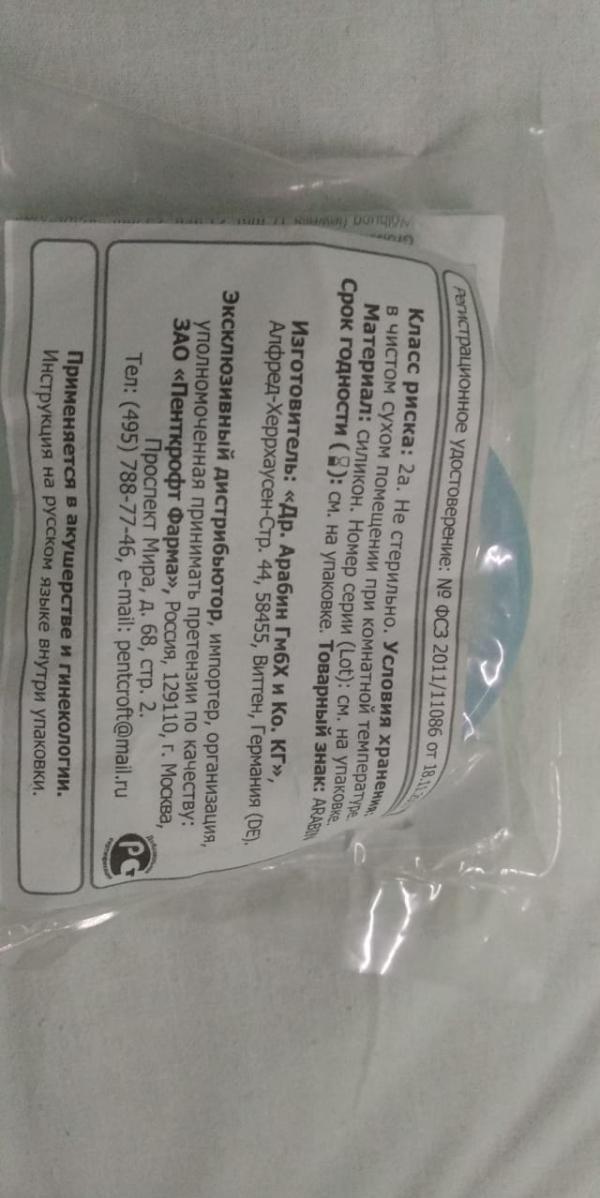 Регистрационное удостоверение: № ФСЗ 2011/11086 от 18.11
Класс риска: 2а. Не стерильно. Условия хранения:
в чистом сухом помещении при комнатной температуре.
Материал: силикон. Номер серии (Lot): см. на упаковке.
Срок годности ( ): см. на упаковке. Товарный знак: ARABIN
Изготовитель: «Др. Арабин ГмбХ и Ко. КГ»,
Алфред-Херрхаусен-Стр. 44, 58455, Виттен, Германия (DE).
Эксклюзивный дистрибьютор, импортер, организация,
уполномоченная принимать претензии по качеству:
ЗАО «Пенткрофт Фарма», Россия, 129110, г. Москва,
Проспект Мира, д. 68, стр. 2.
Тел: (495) 788-77-46, e-mail: pentcroft@mail.ru
РСТ
Применяется в акушерстве и гинекологии.
Инструкция на русском языке внутри упаковки.